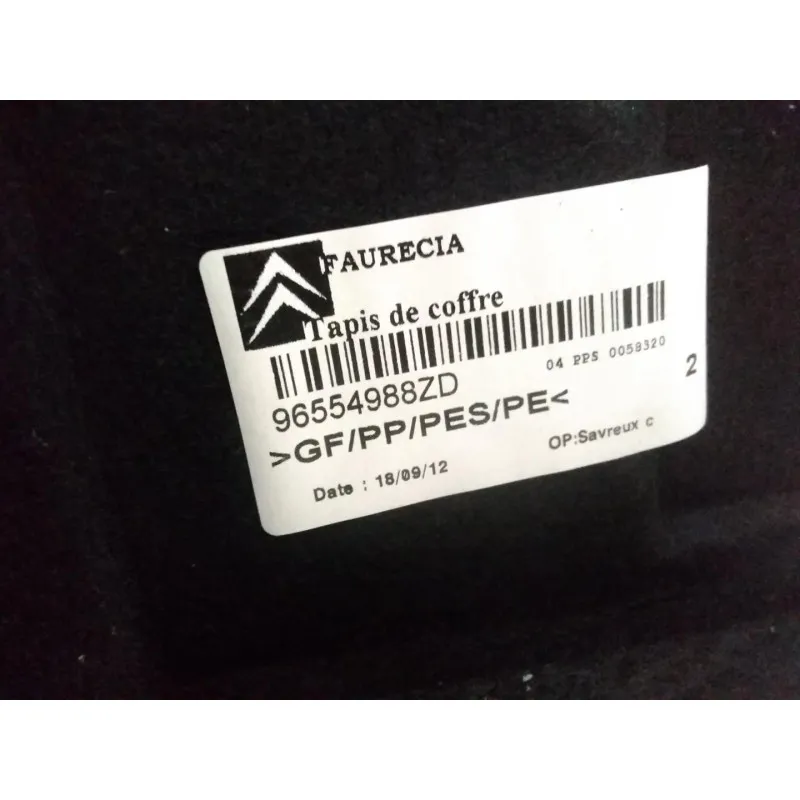 FAURECIA
Tapis de coffre
04 PPS 0058320
96554988ZD
2
>GF/PP/PES/PE<
OP:Savreux c
Date : 18/09/12